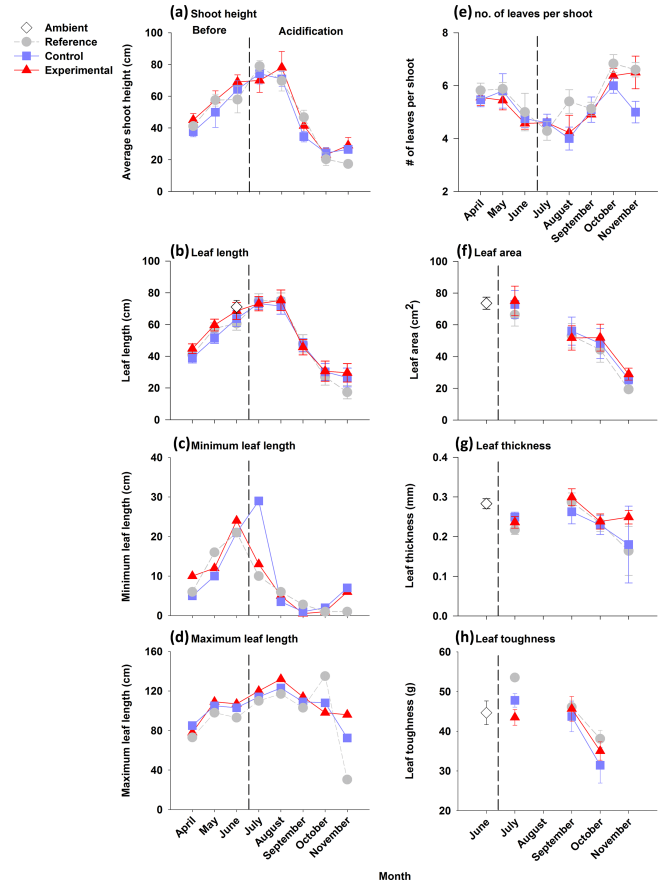 (a) Shoot height
Before
Acidification
Ambient
Reference
Control
Experimental
Average shoot height (cm)
100
80
60
40
20
0
(e) no. of leaves per shoot
# of leaves per shoot
8
6
4
2
April
May
June
July
August
September
October
November
(b) Leaf length
Leaf length (cm)
100
80
60
40
20
0
(f) Leaf area
Leaf area (cm2)
100
80
60
40
20
0
(c) Minimum leaf length
Minimum leaf length (cm)
40
30
20
10
0
(g) Leaf thickness
Leaf thickness (mm)
0.4
0.3
0.2
0.1
0.0
(d) Maximum leaf length
Maximum leaf length (cm)
160
120
80
40
0
April
May
June
July
August
September
October
November
(h) Leaf toughness
Leaf toughness (g)
60
50
40
30
20
June
July
August
September
October
November
Month